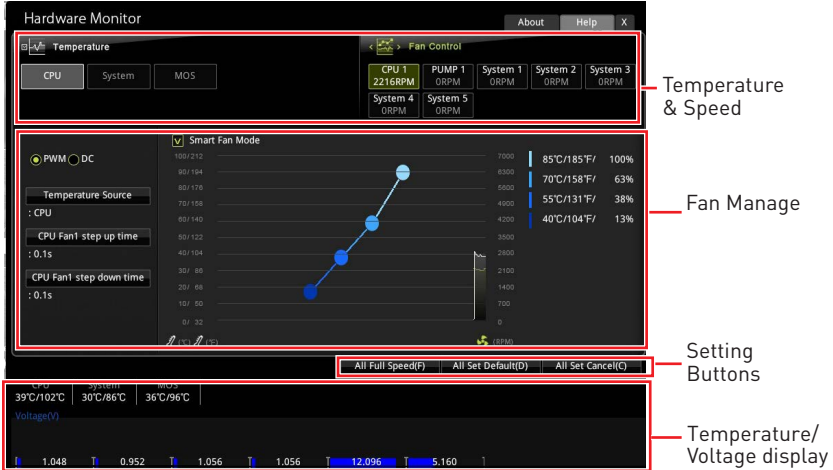 Hardware Monitor
About Help X
Temperature
< > Fan Control
CPU System MOS
CPU 1 PUMP 1 System 1 System 2 System 3
2216RPM 0RPM 0RPM 0RPM 0RPM
System 4 System 5
0RPM 0RPM
Temperature
& Speed
V Smart Fan Mode
PWM DC
Temperature Source
: CPU
CPU Fan1 step up time
: 0.1s
CPU Fan1 step down time
: 0.1s
100/212
90/194
80/176
70/158
60/140
50/122
40/104
30/ 86
20/ 68
10/ 50
0/ 32
(℃) (℉)
7000
6300
5600
4900
4200
3500
2800
2100
1400
700
0
(RPM)
85℃/185℉/ 100%
70℃/158℉/ 63%
55℃/131℉/ 38%
40℃/104℉/ 13%
Fan Manage
All Full Speed(F) All Set Default(D) All Set Cancel(C)
Setting
Buttons
CPU System MOS
39℃/102℃ 30℃/86℃ 36℃/96℃
Voltage(V)
1.048 0.952 1.056 1.056 12.096 5.160
Temperature/
Voltage display